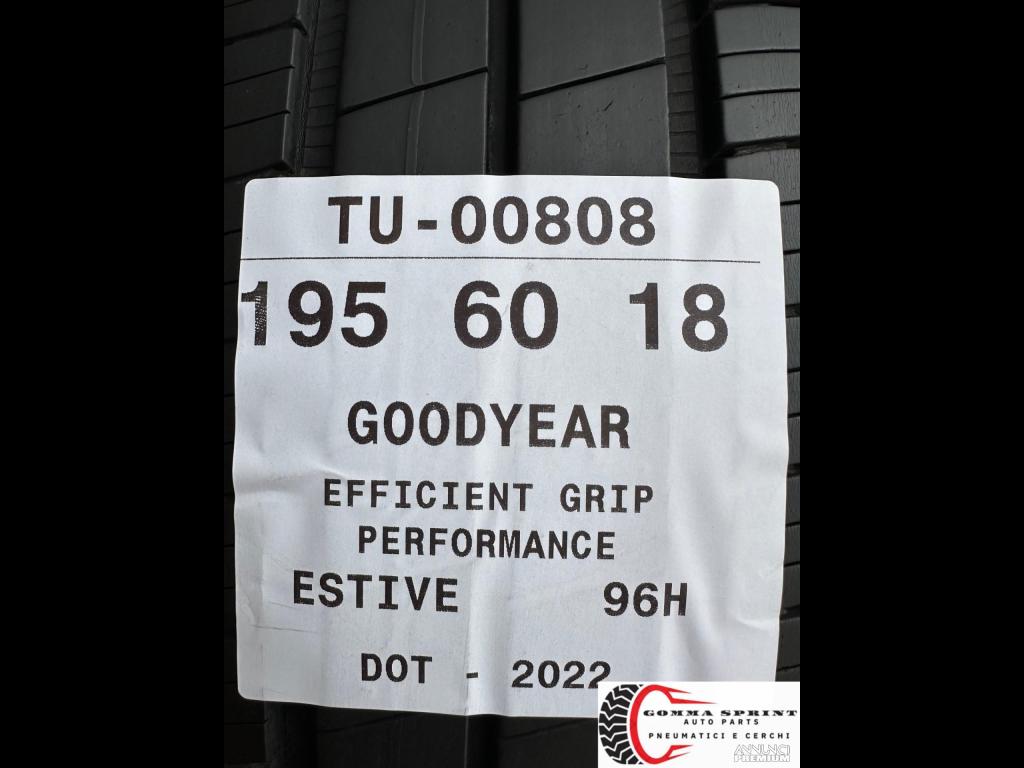 TU-00808
195 60 18
GOODYEAR
EFFICIENT GRIP
PERFORMANCE
ESTIVE 96H
DOT - 2022
GOMMA SPRINT
AUTO PARTS
PNEUMATICI E CERCHI
ANNUNCI
PREMIUM